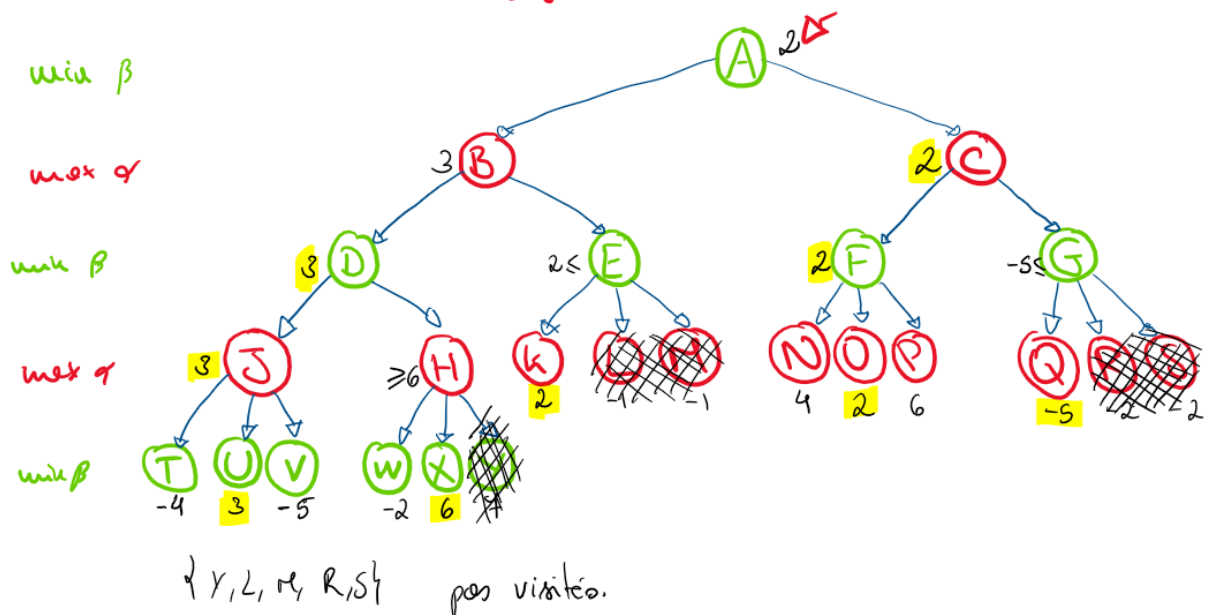 min β
A 2
max α
3 B
2 C
min β
3 D
2≤ E
2 F
-5≤ G
max α
3 J
≥6 H
K L M
N O P
Q R S
2 -1 -1
4 2 6
-5 -2 -2
min β
T U V
W X
-4 3 -5
-2 6
{Y, L, M, R, S} pas visités.